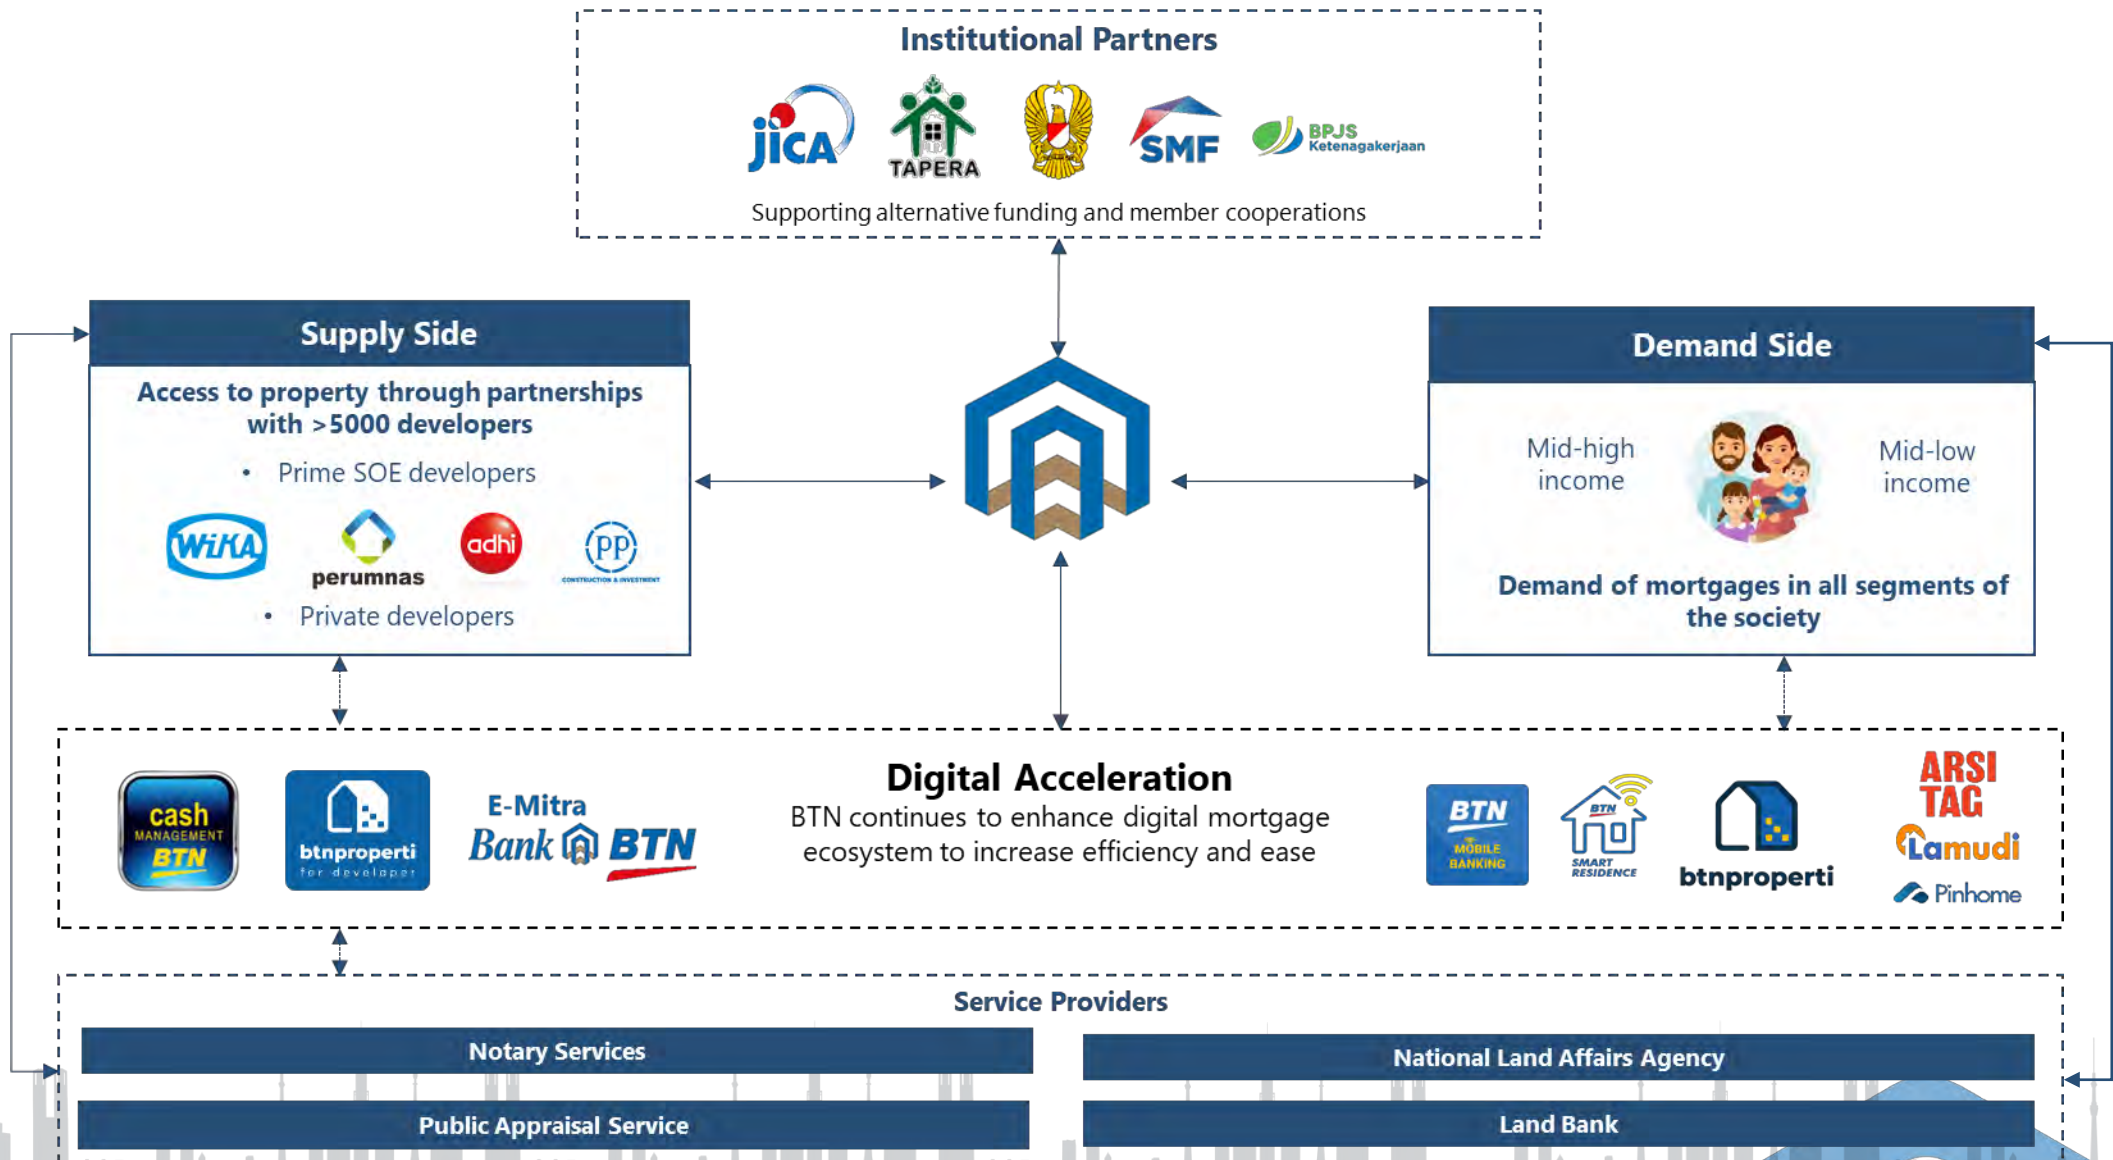 Institutional Partners
jICA
TAPERA
SMF
BPJS
Ketenagakerjaan
Supporting alternative funding and member cooperations
Supply Side
Access to property through partnerships
with >5000 developers
• Prime SOE developers
WiKA
perumnas
adhi
PP
CONSTRUCTION & INVESTMENT
• Private developers
Demand Side
Mid-high
income
Mid-low
income
Demand of mortgages in all segments of
the society
cash
MANAGEMENT
BTN
btnproperti
for developer
E-Mitra
Bank BTN
Digital Acceleration
BTN continues to enhance digital mortgage
ecosystem to increase efficiency and ease
BTN
MOBILE
BANKING
BTN
SMART
RESIDENCE
btnproperti
ARSI
TAG
Lamudi
Pinhome
Service Providers
Notary Services
National Land Affairs Agency
Public Appraisal Service
Land Bank